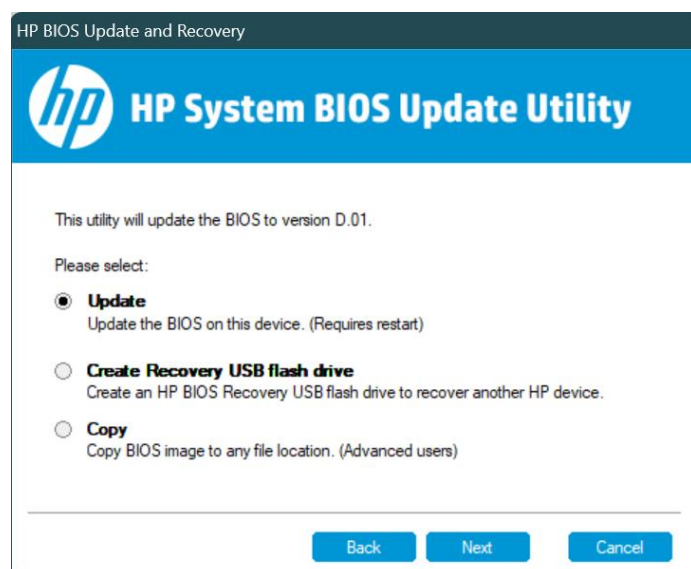 HP BIOS Update and Recovery
hp HP System BIOS Update Utility
This utility will update the BIOS to version D.01.
Please select:
Update
Update the BIOS on this device. (Requires restart)
Create Recovery USB flash drive
Create an HP BIOS Recovery USB flash drive to recover another HP device.
Copy
Copy BIOS image to any file location. (Advanced users)
Back Next Cancel